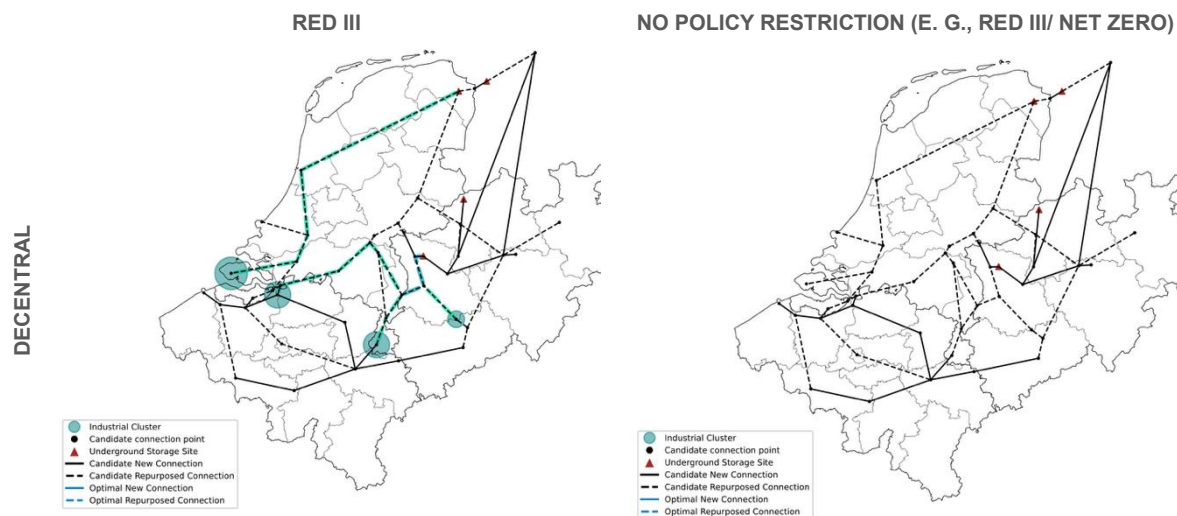 RED III
NO POLICY RESTRICTION (E. G., RED III/ NET ZERO)
DECENTRAL
Industrial Cluster
Candidate connection point
Underground Storage Site
Candidate New Connection
Candidate Repurposed Connection
Optimal New Connection
Optimal Repurposed Connection
Industrial Cluster
Candidate connection point
Underground Storage Site
Candidate New Connection
Candidate Repurposed Connection
Optimal New Connection
Optimal Repurposed Connection